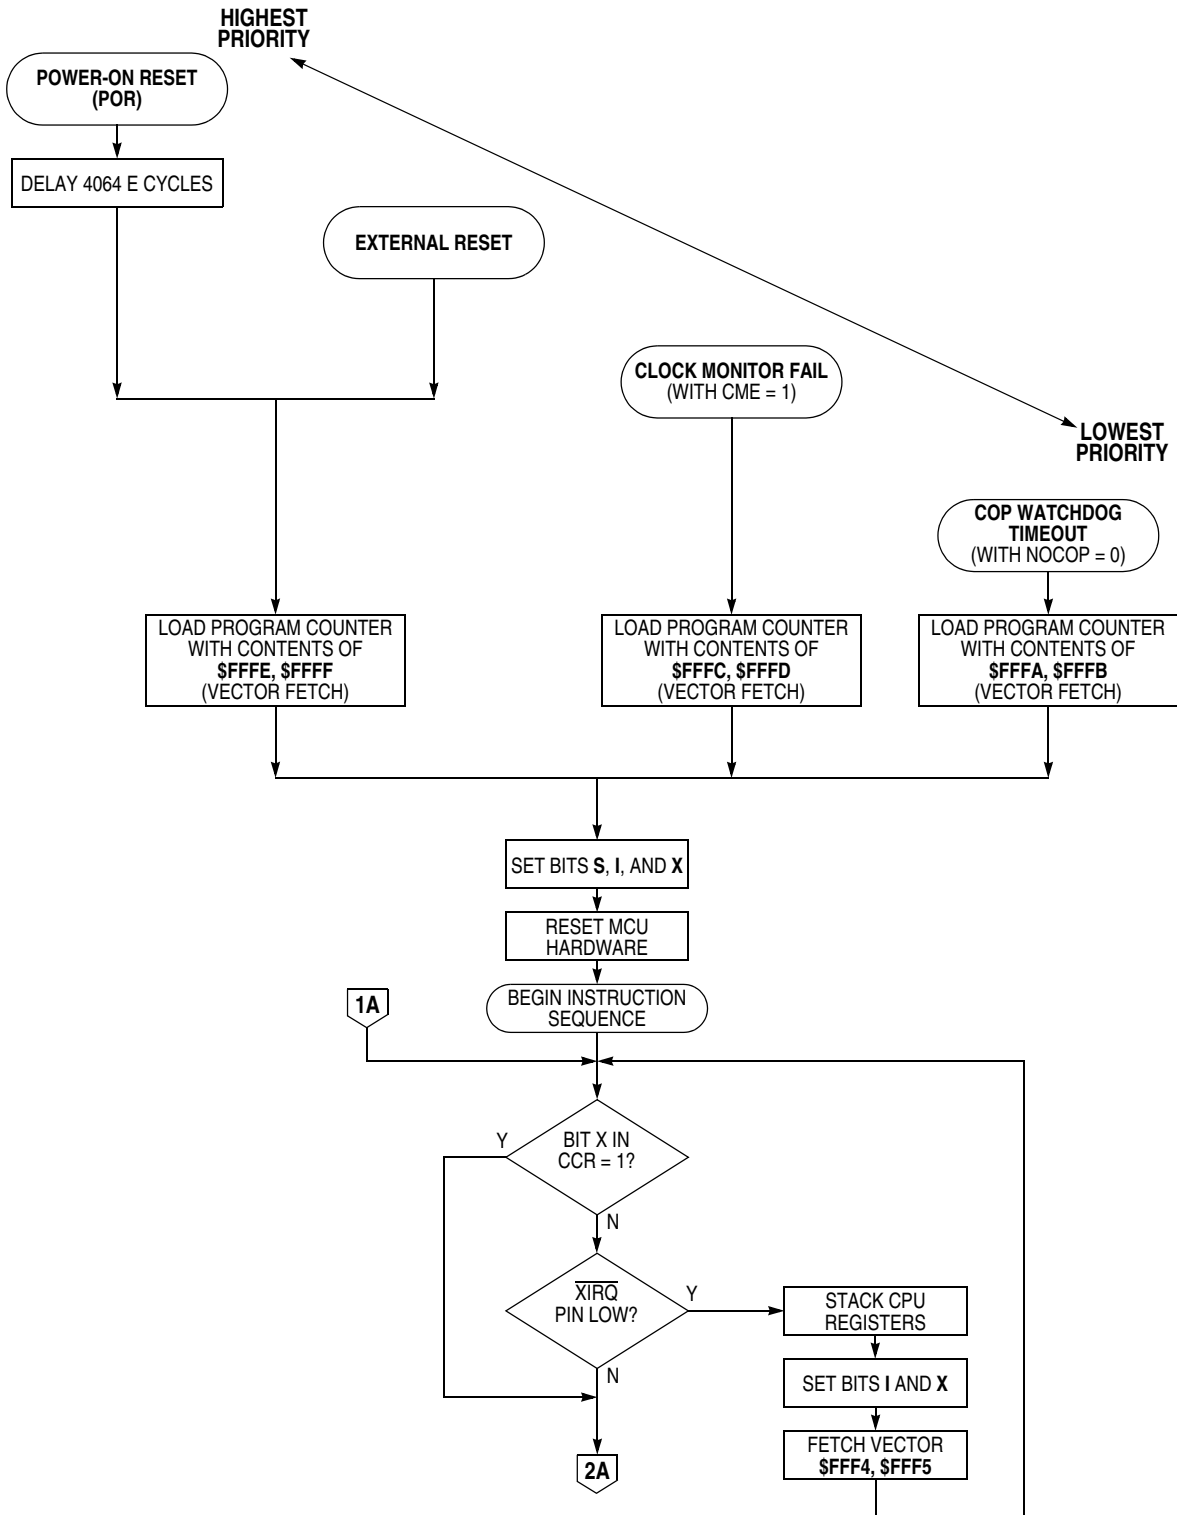 HIGHEST
PRIORITY
POWER-ON RESET
(POR)
DELAY 4064 E CYCLES
EXTERNAL RESET
CLOCK MONITOR FAIL
(WITH CME = 1)
LOWEST
PRIORITY
COP WATCHDOG
TIMEOUT
(WITH NOCOP = 0)
LOAD PROGRAM COUNTER
WITH CONTENTS OF
$FFFE, $FFFF
(VECTOR FETCH)
LOAD PROGRAM COUNTER
WITH CONTENTS OF
$FFFC, $FFFD
(VECTOR FETCH)
LOAD PROGRAM COUNTER
WITH CONTENTS OF
$FFFA, $FFFB
(VECTOR FETCH)
SET BITS S, I, AND X
RESET MCU
HARDWARE
BEGIN INSTRUCTION
SEQUENCE
1A
BIT X IN
CCR = 1?
Y
N
XIRQ
PIN LOW?
Y
N
STACK CPU
REGISTERS
SET BITS I AND X
FETCH VECTOR
$FFF4, $FFF5
2A